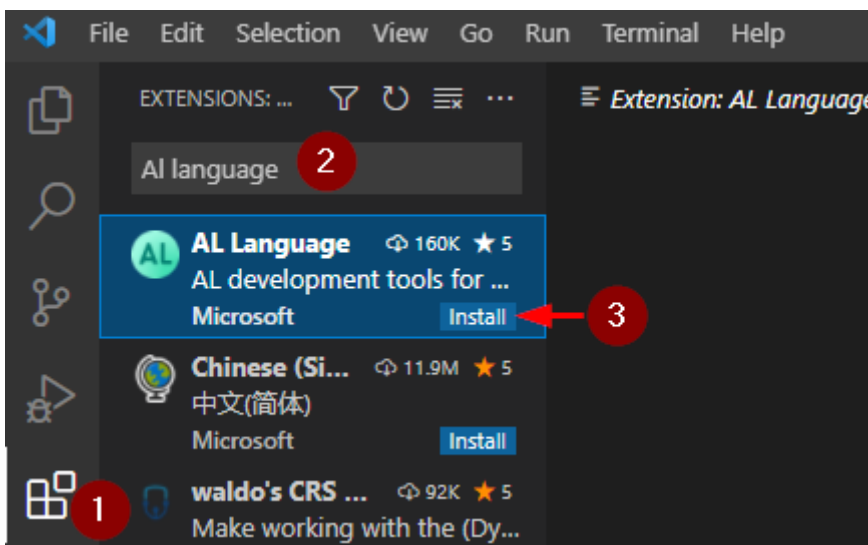 File Edit Selection View Go Run Terminal Help
EXTENSIONS: ...
Extension: AL Language
Al language 2
AL
AL Language 160K ★ 5
AL development tools for ...
Microsoft Install 3
Chinese (Si... 11.9M ★ 5
中文(简体)
Microsoft Install
1
waldo's CRS ... 92K ★ 5
Make working with the (Dy...